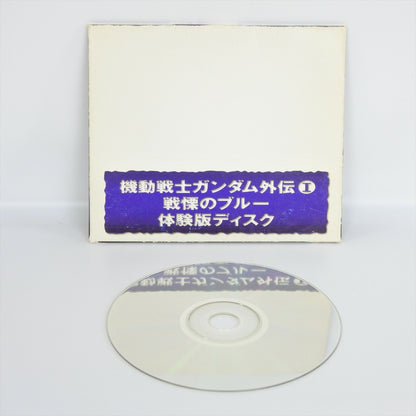 機動戦士ガンダム外伝❶
戦慄のブルー
体験版ディスク